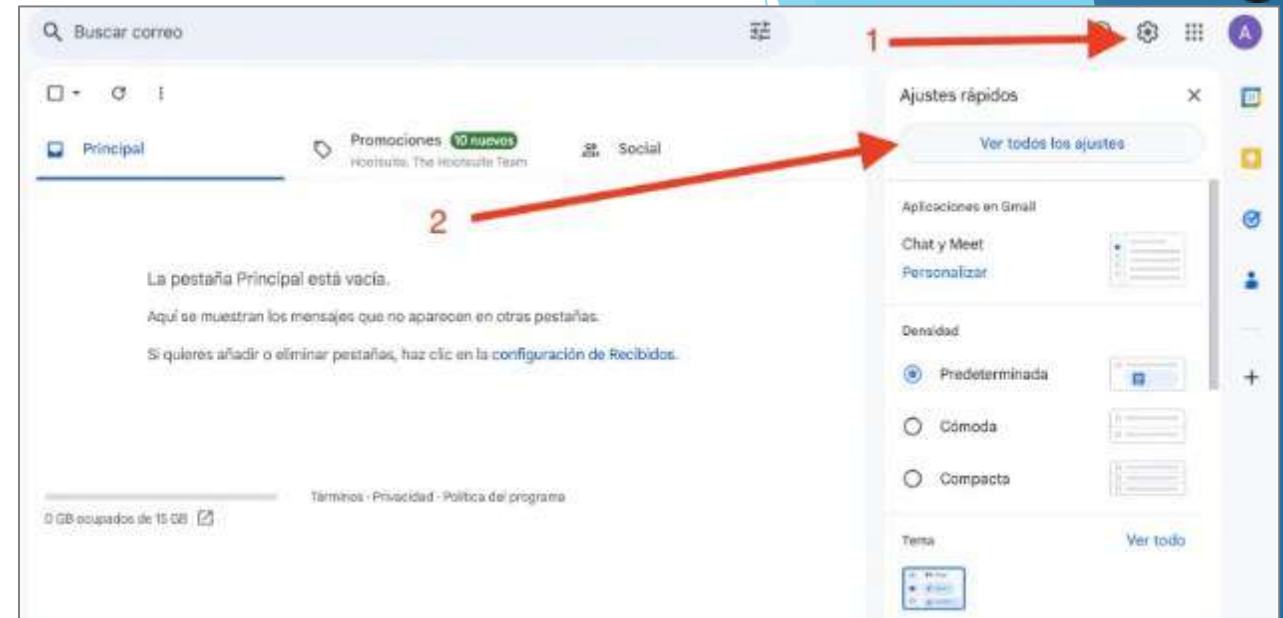 Buscar correo
1
A
Ajustes rápidos
Ver todos los ajustes
Principal
Promociones 10 nuevos
Hootsuite, The Hootsuite Team
Social
2
Aplicaciones en Gmail
Chat y Meet
Personalizar
La pestaña Principal está vacía.
Aquí se muestran los mensajes que no aparecen en otras pestañas.
Si quieres añadir o eliminar pestañas, haz clic en la configuración de Recibidos.
Densidad
Predeterminada
Cómoda
Compacta
Términos · Privacidad · Política del programa
0 GB ocupados de 15 GB
Tema
Ver todo